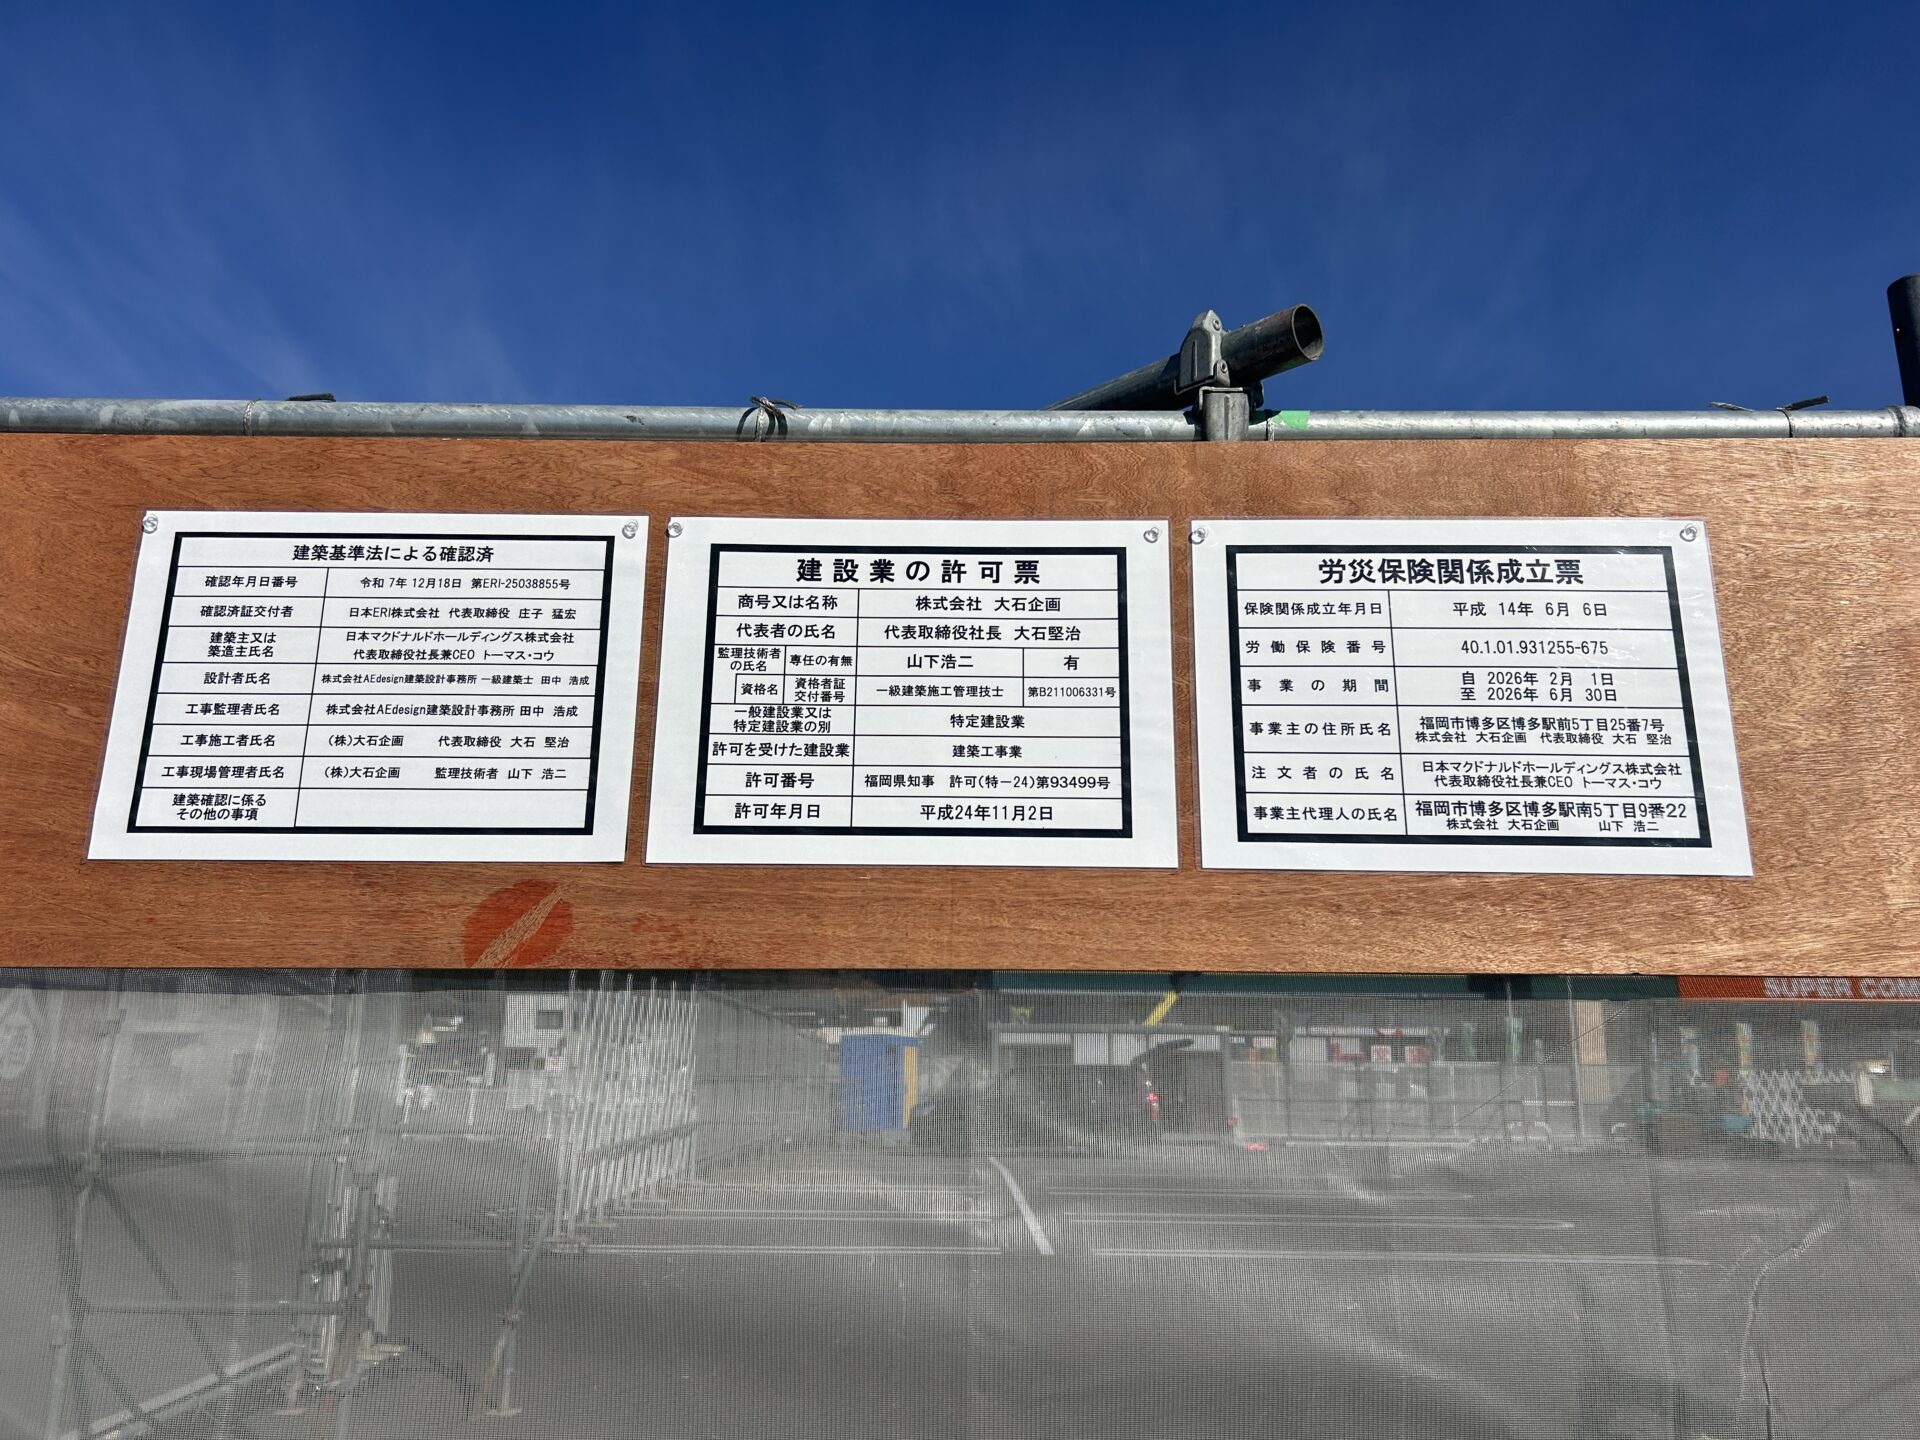 建築基準法による確認済
確認年月日番号 令和 7年 12月18日 第ERI-25038855号
確認済証交付者 日本ERI株式会社 代表取締役 庄子 猛宏
建築主又は
築造主氏名
日本マクドナルドホールディングス株式会社
代表取締役社長兼CEO トーマス・コウ
設計者氏名 株式会社AEdesign建築設計事務所 一級建築士 田中 浩成
工事監理者氏名 株式会社AEdesign建築設計事務所 田中 浩成
工事施工者氏名 (株)大石企画 代表取締役 大石 堅治
工事現場管理者氏名 (株)大石企画 監理技術者 山下 浩二
建築確認に係る
その他の事項
建設業の許可票
商号又は名称 株式会社 大石企画
代表者の氏名 代表取締役社長 大石堅治
監理技術者
の氏名
専任の有無 山下浩二 有
資格名
資格者証
交付番号
一級建築施工管理技士 第B211006331号
一般建設業又は
特定建設業の別
特定建設業
許可を受けた建設業 建築工事業
許可番号 福岡県知事 許可(特－24)第93499号
許可年月日 平成24年11月2日
労災保険関係成立票
保険関係成立年月日 平成 14年 6月 6日
労働保険番号 40.1.01.931255-675
事業の期間
自 2026年 2月 1日
至 2026年 6月 30日
事業主の住所氏名
福岡市博多区博多駅前5丁目25番7号
株式会社 大石企画 代表取締役 大石 堅治
注文者の氏名
日本マクドナルドホールディングス株式会社
代表取締役社長兼CEO トーマス・コウ
事業主代理人の氏名
福岡市博多区博多駅南5丁目9番22
株式会社 大石企画 山下 浩二
SUPER COM